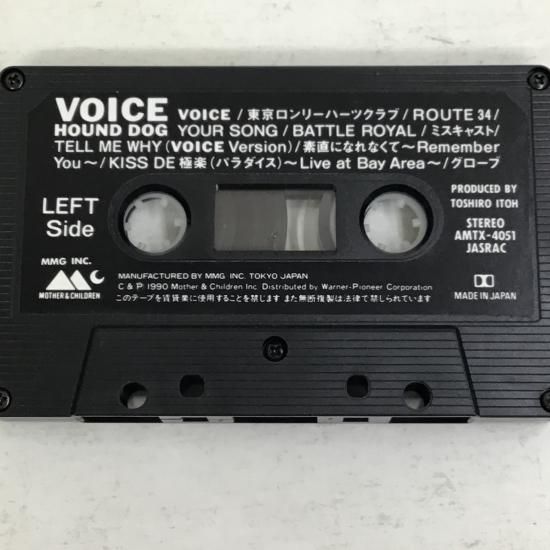 VOICE VOICE / 東京ロンリーハーツクラブ / ROUTE 34 /
HOUND DOG YOUR SONG / BATTLE ROYAL / ミスキャスト /
TELL ME WHY (VOICE Version) / 素直になれなくて〜Remember
You〜 / KISS DE 極楽 (パラダイス) 〜Live at Bay Area〜 / グローブ
LEFT
Side
PRODUCED BY
TOSHIRO ITOH
STEREO
AMTX-4051
JASRAC
MMG INC.
MOTHER & CHILDREN
MANUFACTURED BY MMG INC. TOKYO JAPAN
C & P 1990 Mother & Children Inc. Distributed by Warner-Pioneer Corporation
このテープを賃貸業に使用することを禁じます また無断複製は法律で禁じられています
MADE IN JAPAN